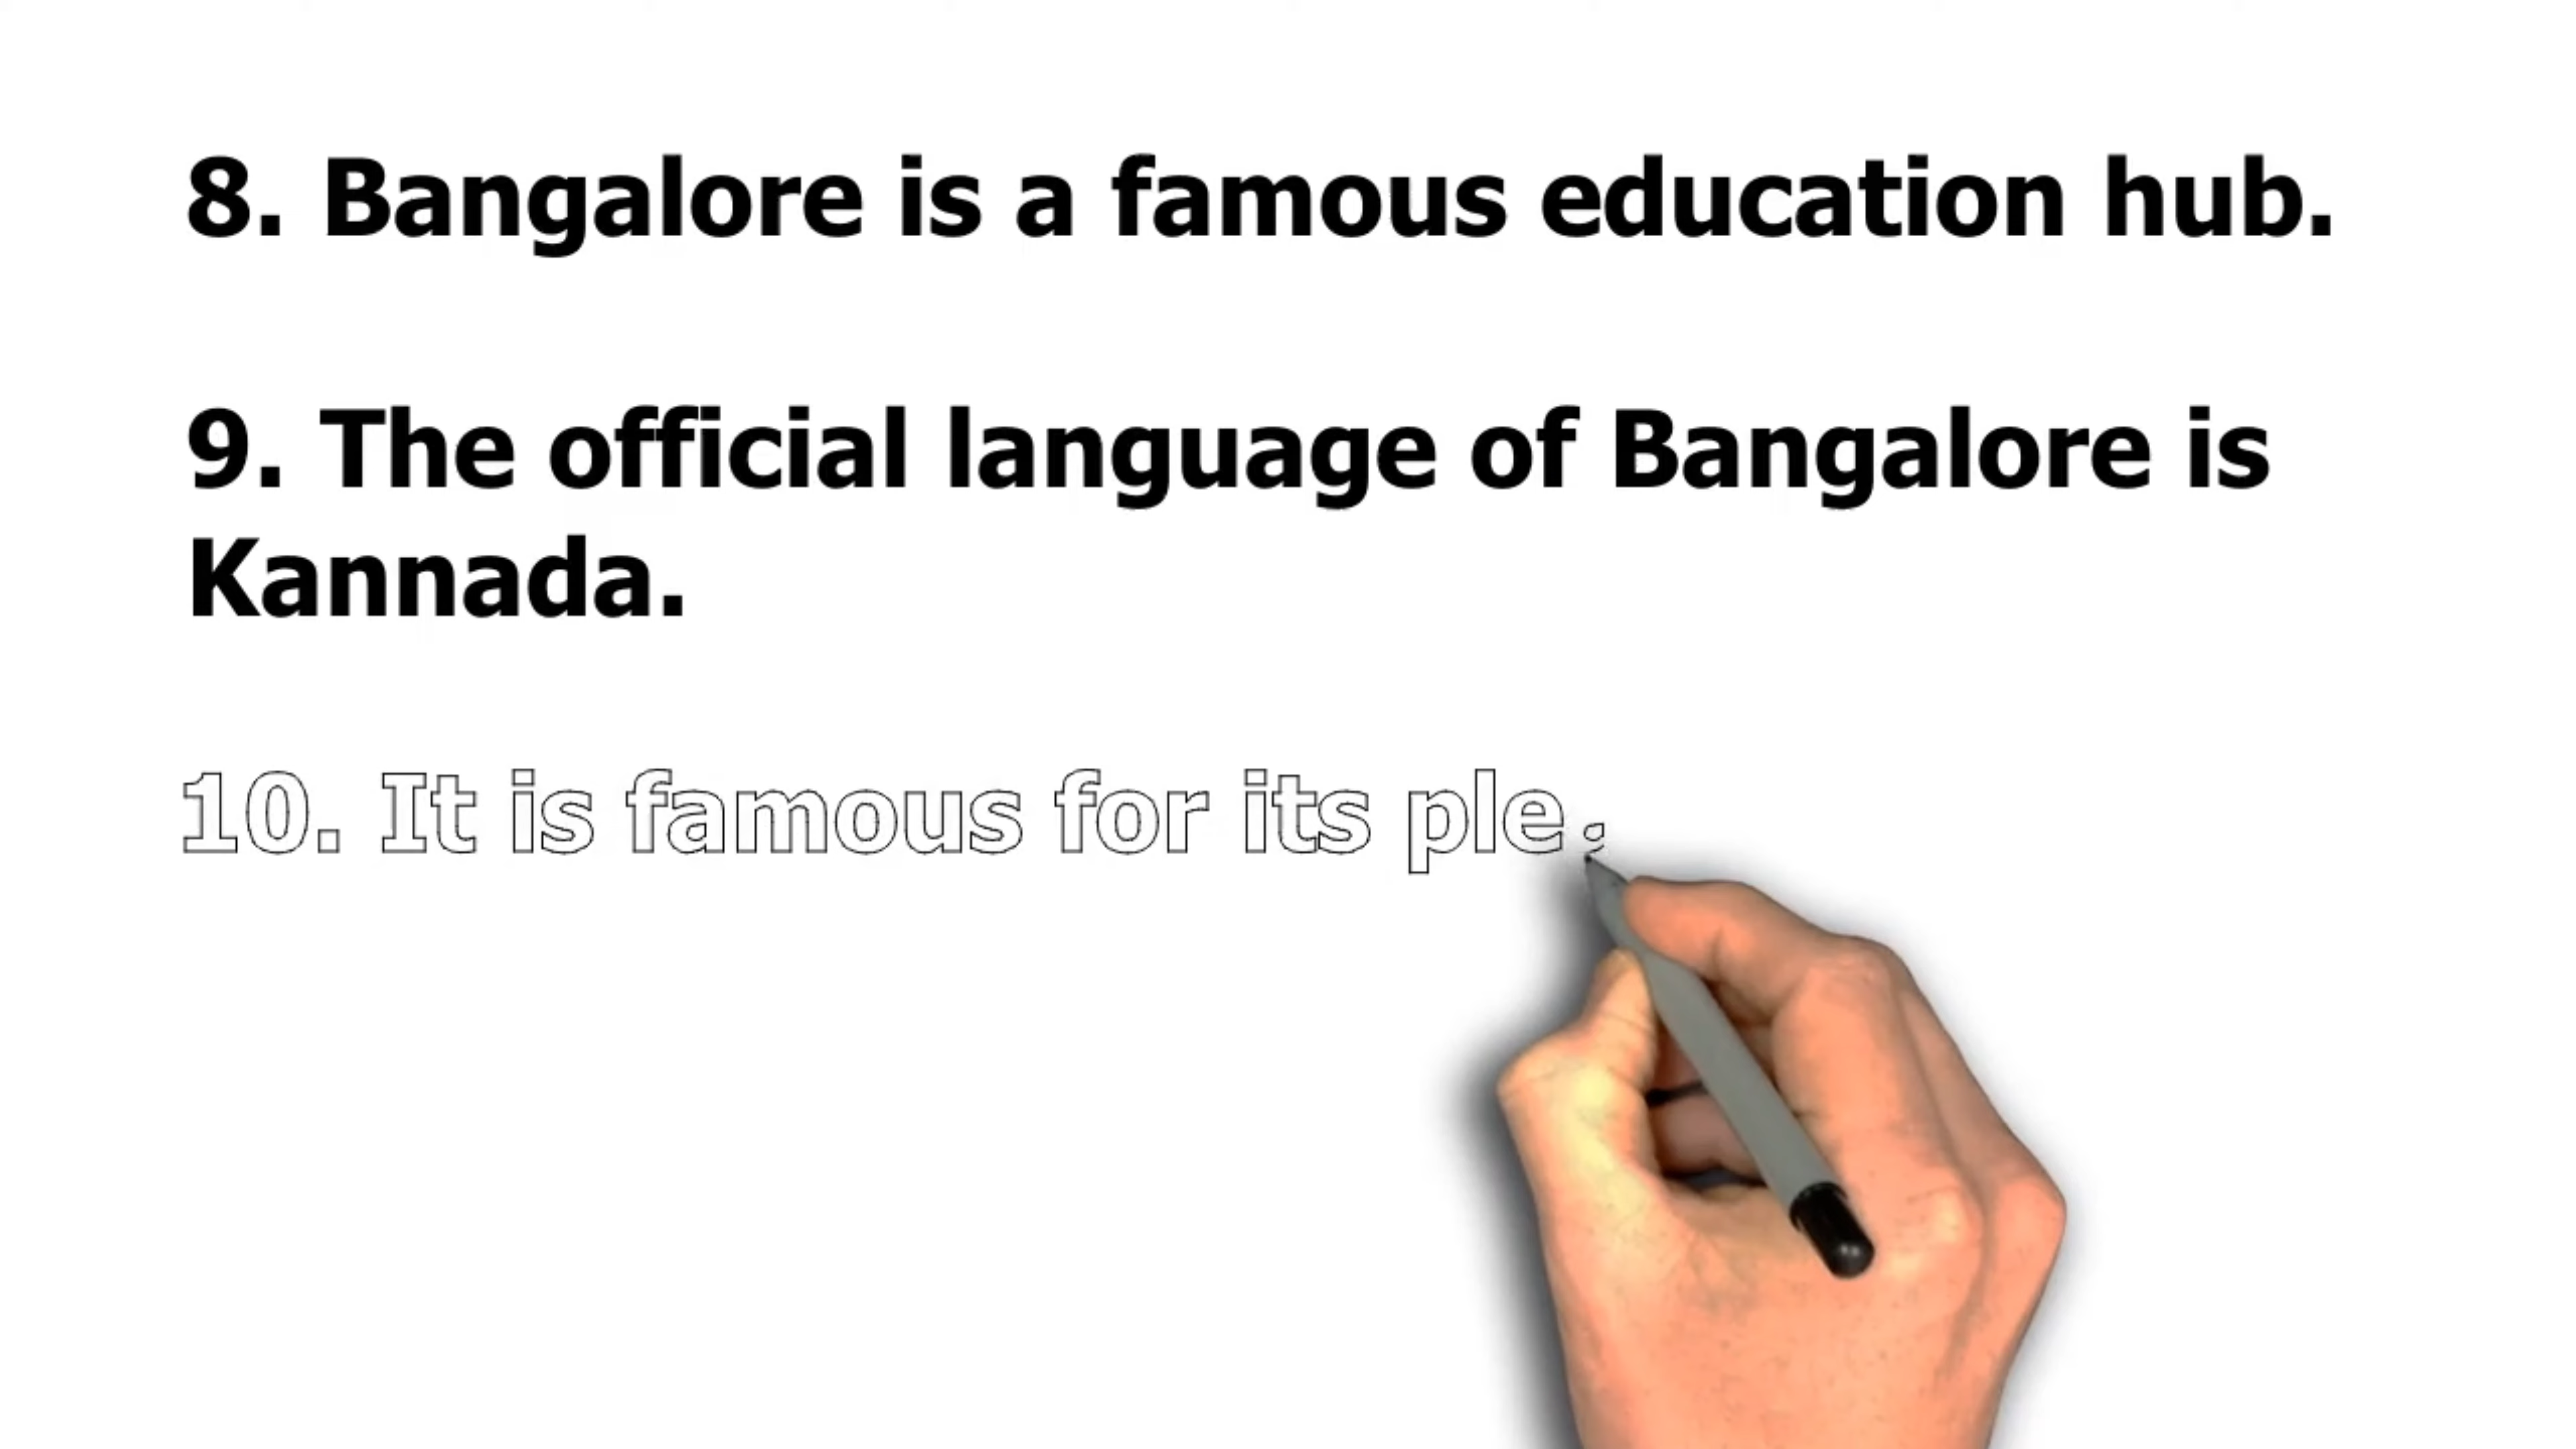 8. Bangalore is a famous education hub.
9. The official language of Bangalore is
Kannada.
10. It is famous for its ple